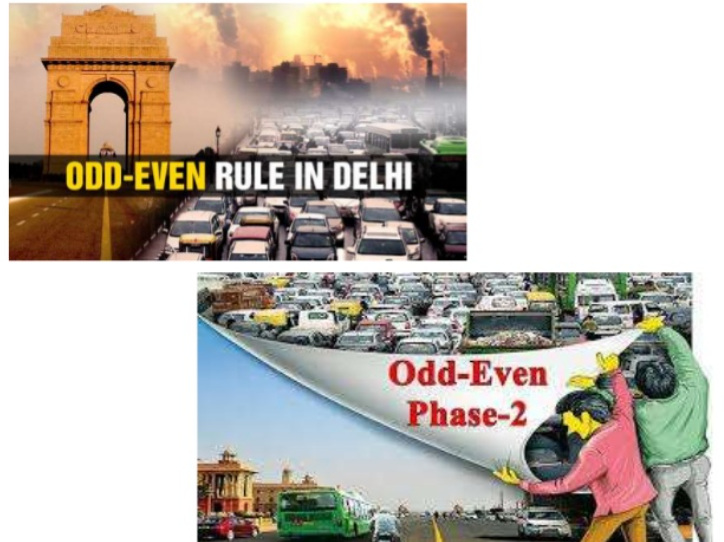 ODD-EVEN RULE IN DELHI
Odd-Even
Phase-2